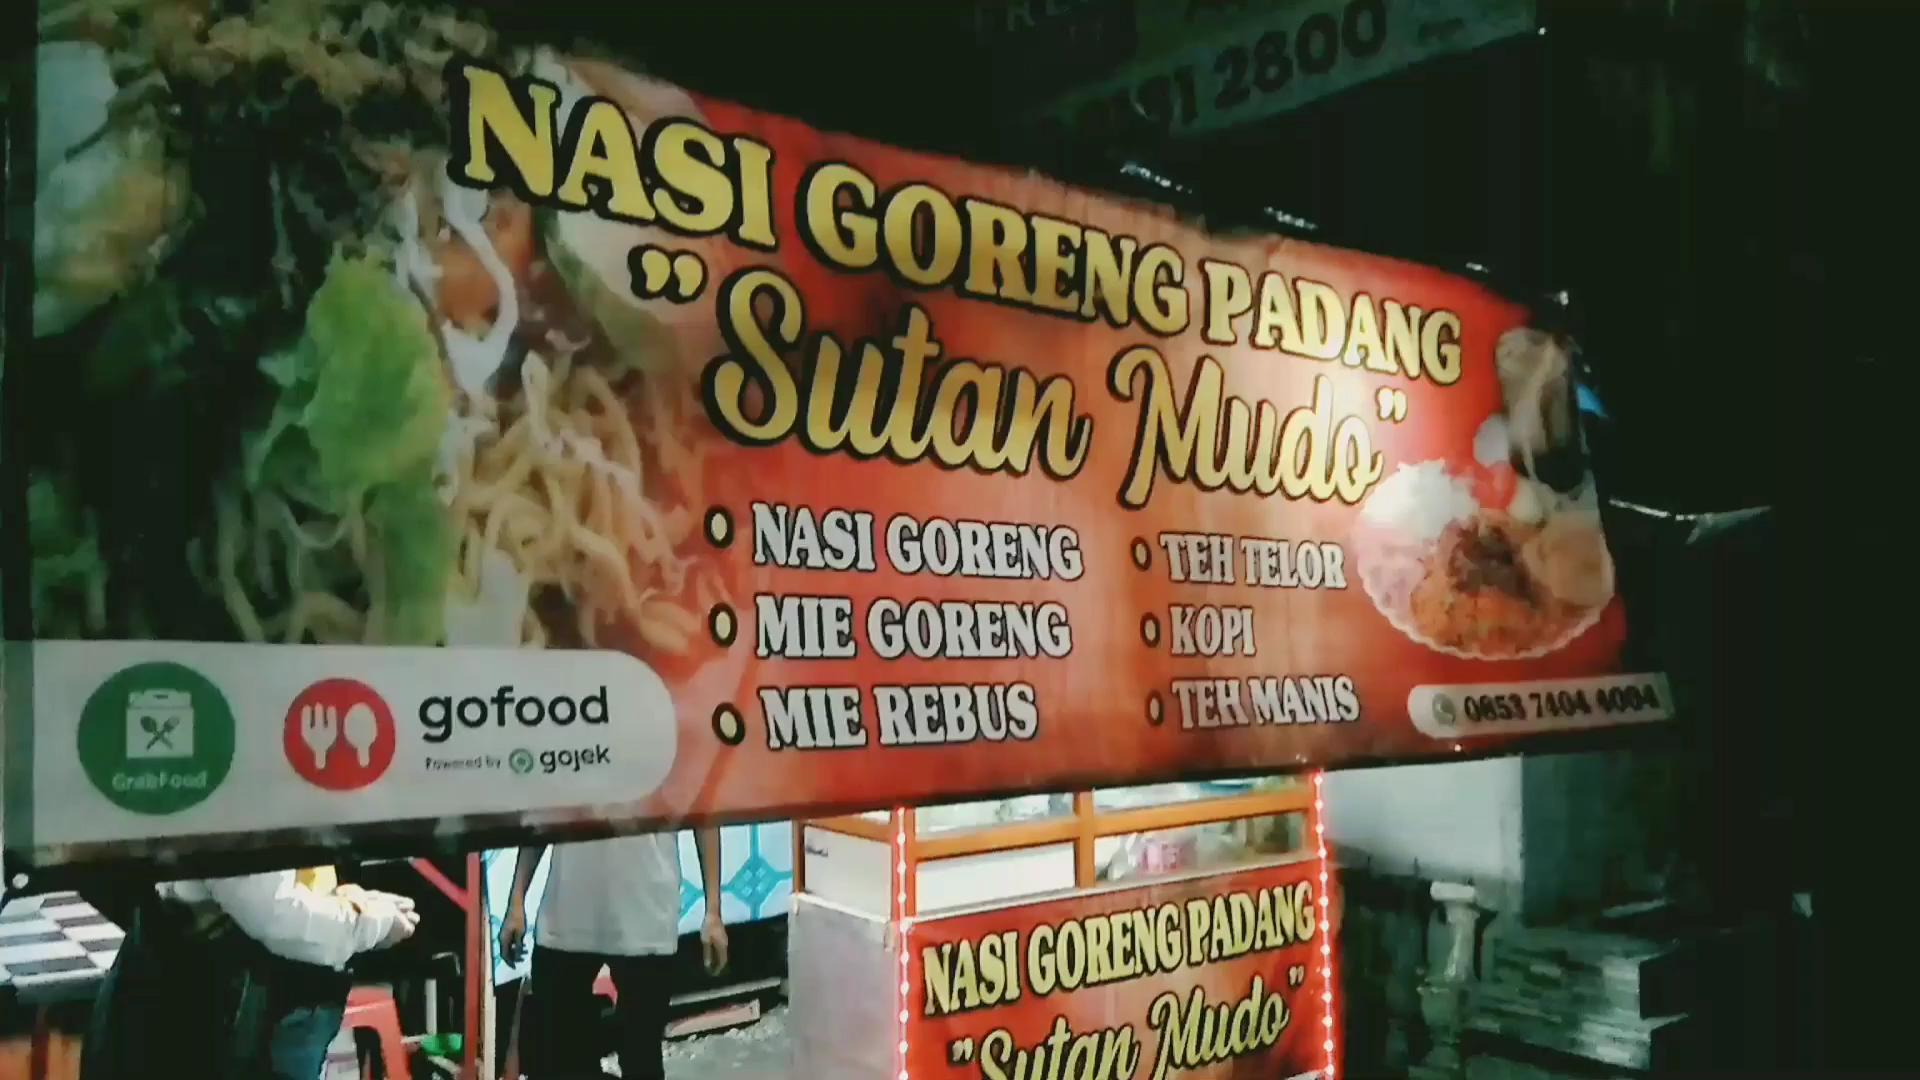 2800
NASI GORENG PADANG
"Sutan Mudo"
NASI GORENG
MIE GORENG
MIE REBUS
TEH TELOR
KOPI
TEH MANIS
GrabFood
gofood
Powered by gojek
0853 7404 4004
NASI GORENG PADANG
"Sutan Mudo"